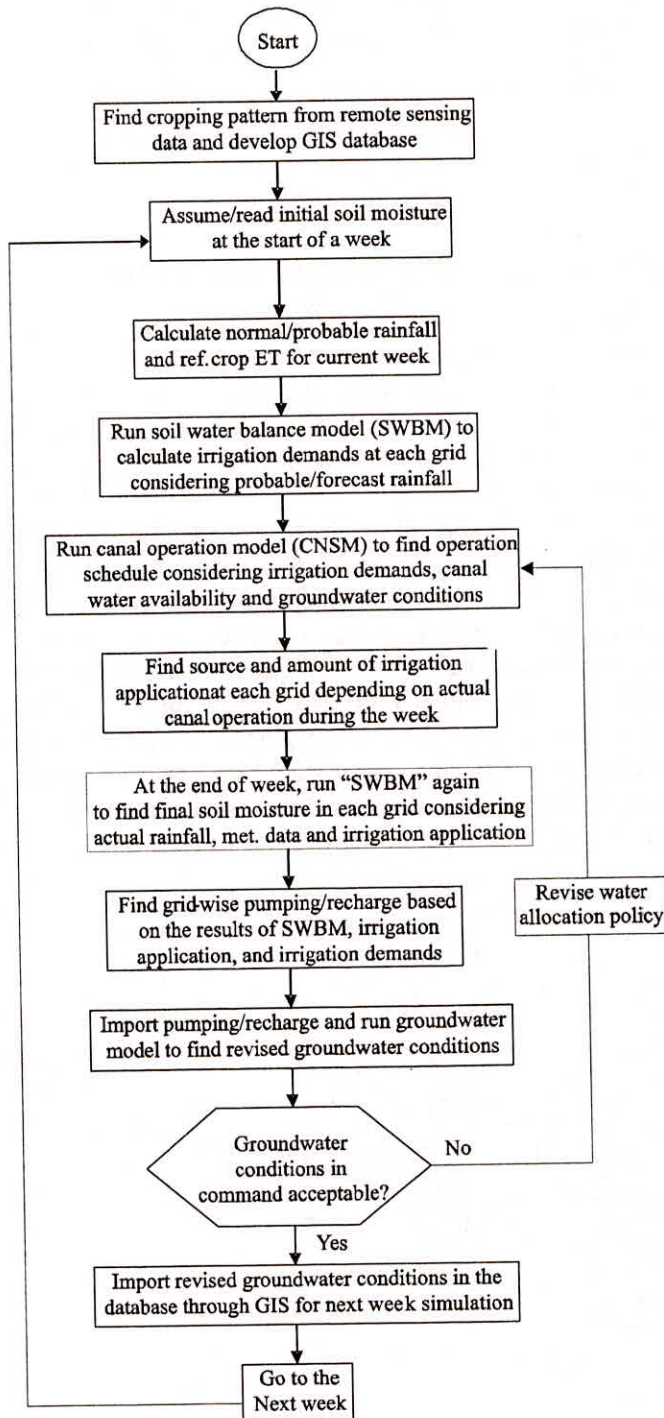 Start
Find cropping pattern from remote sensing
data and develop GIS database
Assume/read initial soil moisture
at the start of a week
Calculate normal/probable rainfall
and ref. crop ET for current week
Run soil water balance model (SWBM) to
calculate irrigation demands at each grid
considering probable/forecast rainfall
Run canal operation model (CNSM) to find operation
schedule considering irrigation demands, canal
water availability and groundwater conditions
Find source and amount of irrigation
applicationat each grid depending on actual
canal operation during the week
At the end of week, run “SWBM” again
to find final soil moisture in each grid considering
actual rainfall, met. data and irrigation application
Find grid-wise pumping/recharge based
on the results of SWBM, irrigation
application, and irrigation demands
Revise water
allocation policy
Import pumping/recharge and run groundwater
model to find revised groundwater conditions
Groundwater
conditions in
command acceptable?
No
Yes
Import revised groundwater conditions in the
database through GIS for next week simulation
Go to the
Next week